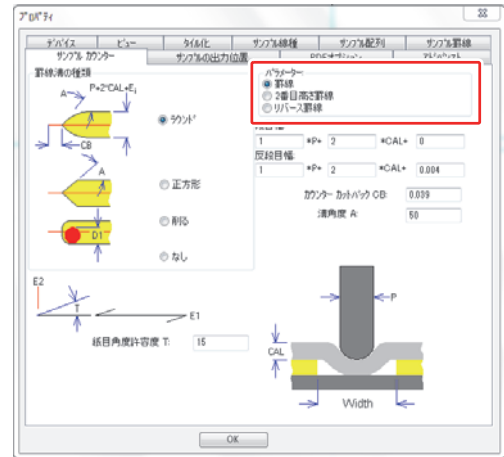 プロパティ
デバイス ビュー タイル化 サンプル線種 サンプル配列 サンプル罫線
サンプル カウンター サンプルの出力位置
罫線溝の種類
P+2*CAL+E₁
A
CB
ラウンド
A
正方形
D1
削る
なし
パラメーター:
罫線
2番目高さ罫線
リバース罫線
1 *P+ 2 *CAL+ 0
反段目幅:
1 *P+ 2 *CAL+ 0.004
カウンター カットバック CB: 0.039
溝角度 A: 50
E2
T
E1
紙目角度許容度 T: 15
P
CAL
Width
OK